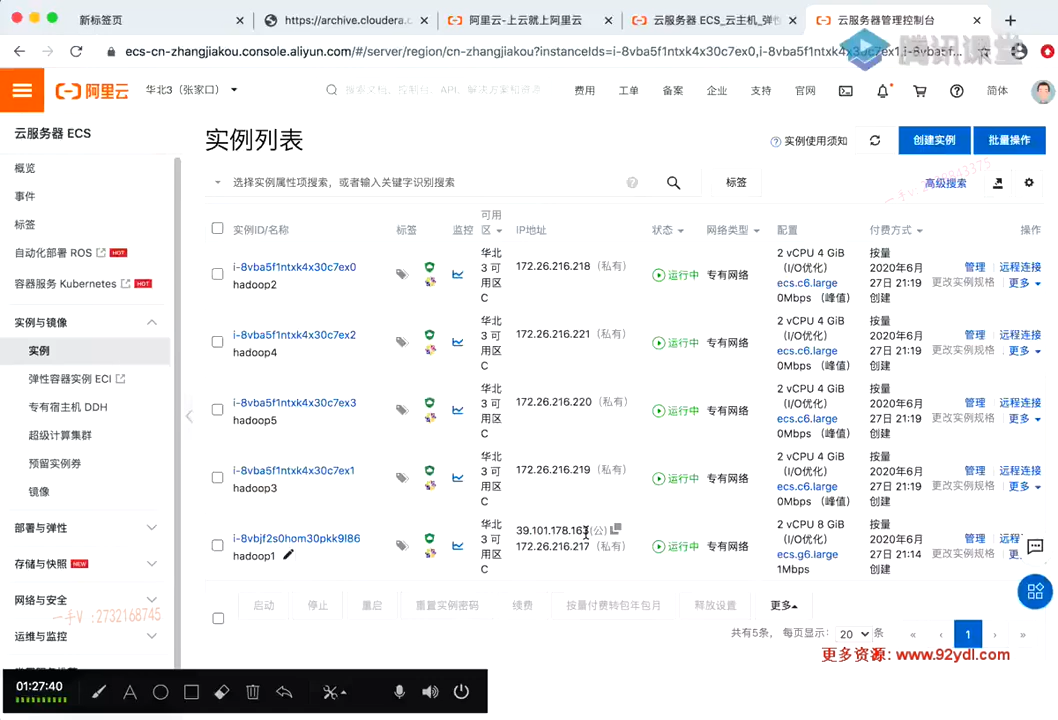 新标签页
https://archive.cloudera.c
阿里云-上云就上阿里云
云服务器 ECS_云主机_弹性
云服务器管理控制台
ecs-cn-zhangjiakou.console.aliyun.com/#/server/region/cn-zhangjiakou?instanceIds=i-8vba5f1ntxk4x30c7ex0,i-8vba5f1ntxk4x30c7ex1,i-8vba5f...
腾讯课堂
阿里云
华北3（张家口）
搜索文档、控制台、API、解决方案和资源
费用
工单
备案
企业
支持
官网
简体
云服务器 ECS
概览
事件
标签
自动化部署 ROS HOT
容器服务 Kubernetes HOT
实例与镜像
实例
弹性容器实例 ECI
专有宿主机 DDH
超级计算集群
预留实例券
镜像
部署与弹性
存储与快照 NEW
网络与安全
一手V :2732168745
运维与监控
实例列表
实例使用须知
创建实例
批量操作
选择实例属性项搜索，或者输入关键字识别搜索
标签
高级搜索
实例ID/名称
标签
监控
可用区
IP地址
状态
网络类型
配置
付费方式
操作
i-8vba5f1ntxk4x30c7ex0
hadoop2
华北 3 可用区 C
172.26.216.218（私有）
运行中
专有网络
2 vCPU 4 GiB
（I/O优化）
ecs.c6.large
0Mbps （峰值）
按量
2020年6月
27日 21:19
创建
管理 远程连接
更改实例规格 更多
i-8vba5f1ntxk4x30c7ex2
hadoop4
华北 3 可用区 C
172.26.216.221（私有）
运行中
专有网络
2 vCPU 4 GiB
（I/O优化）
ecs.c6.large
0Mbps （峰值）
按量
2020年6月
27日 21:19
创建
管理 远程连接
更改实例规格 更多
i-8vba5f1ntxk4x30c7ex3
hadoop5
华北 3 可用区 C
172.26.216.220（私有）
运行中
专有网络
2 vCPU 4 GiB
（I/O优化）
ecs.c6.large
0Mbps （峰值）
按量
2020年6月
27日 21:19
创建
管理 远程连接
更改实例规格 更多
i-8vba5f1ntxk4x30c7ex1
hadoop3
华北 3 可用区 C
172.26.216.219（私有）
运行中
专有网络
2 vCPU 4 GiB
（I/O优化）
ecs.c6.large
0Mbps （峰值）
按量
2020年6月
27日 21:19
创建
管理 远程连接
更改实例规格 更多
i-8vbjf2s0hom30pkk9l86
hadoop1
华北 3 可用区 C
39.101.178.163(公)
172.26.216.217（私有）
运行中
专有网络
2 vCPU 8 GiB
（I/O优化）
ecs.g6.large
1Mbps
按量
2020年6月
27日 21:14
创建
管理 远程
更改实例规格 更
启动
停止
重启
重置实例密码
续费
按量付费转包年包月
释放设置
更多
共有5条， 每页显示: 20 条
«
‹
1
›
»
更多资源: www.92ydl.com
01:27:40